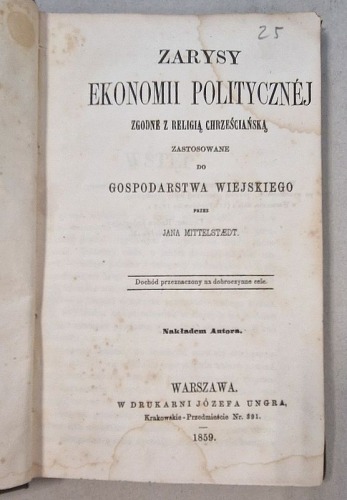 25
ZARYSY
EKONOMII POLITYCZNÉJ
ZGODNE Z RELIGIĄ CHRZEŚCIAŃSKĄ
ZASTOSOWANE
DO
GOSPODARSTWA WIEJSKIEGO
PRZEZ
JANA MITTELSTÆDT.
Dochód przeznaczony na dobroczynne cele.
Nakładem Autora.
WARSZAWA.
W DRUKARNI JÓZEFA UNGRA,
Krakowskie-Przedmieście Nr. 391.
1859.